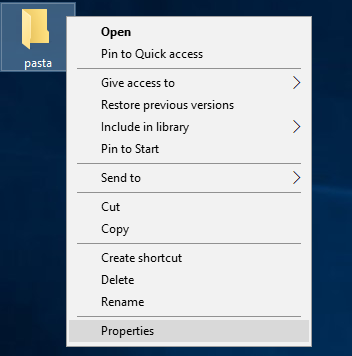 pasta
Open
Pin to Quick access
Give access to
Restore previous versions
Include in library
Pin to Start
Send to
Cut
Copy
Create shortcut
Delete
Rename
Properties